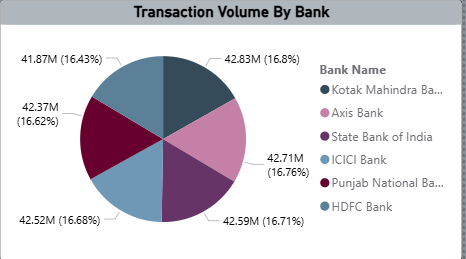 Transaction Volume By Bank
41.87M (16.43%)
42.83M (16.8%)
42.37M
(16.62%)
42.71M
(16.76%)
42.52M (16.68%)
42.59M (16.71%)
Bank Name
Kotak Mahindra Ba...
Axis Bank
State Bank of India
ICICI Bank
Punjab National Ba...
HDFC Bank